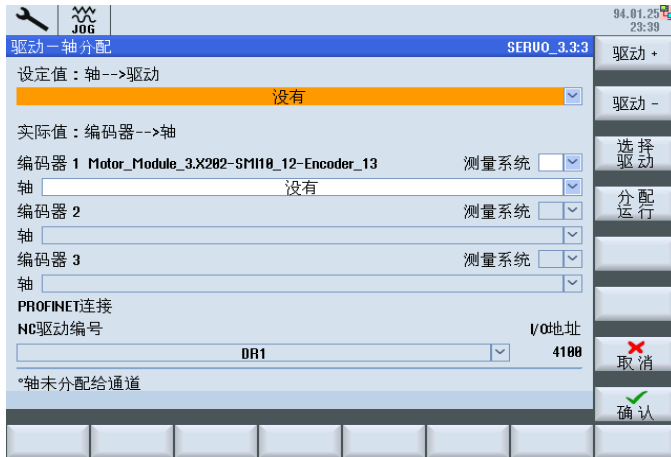 JOG
94.01.25
23:39
驱动－轴分配 SERVO_3.3:3
设定值：轴-->驱动
没有
实际值：编码器-->轴
编码器 1 Motor_Module_3.X202-SMI10_12-Encoder_13 测量系统
轴 没有
编码器 2 测量系统
轴
编码器 3 测量系统
轴
PROFINET连接
NC驱动编号 I/O地址
DR1 4100
°轴未分配给通道
驱动 +
驱动 -
选择
驱动
分配
运行
取消
确认